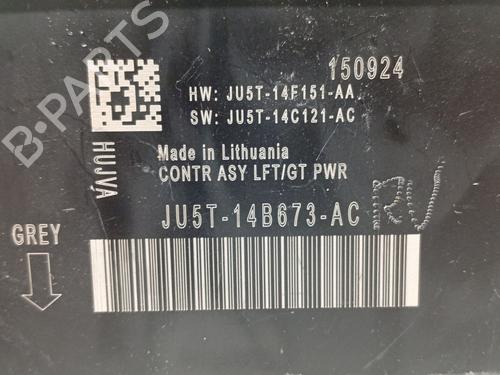 150924
HW: JU5T-14F151-AA
SW: JU5T-14C121-AC
HUJVA
Made in Lithuania
CONTR ASY LFT/GT PWR
JU5T-14B673-AC
GREY
B-PARTS